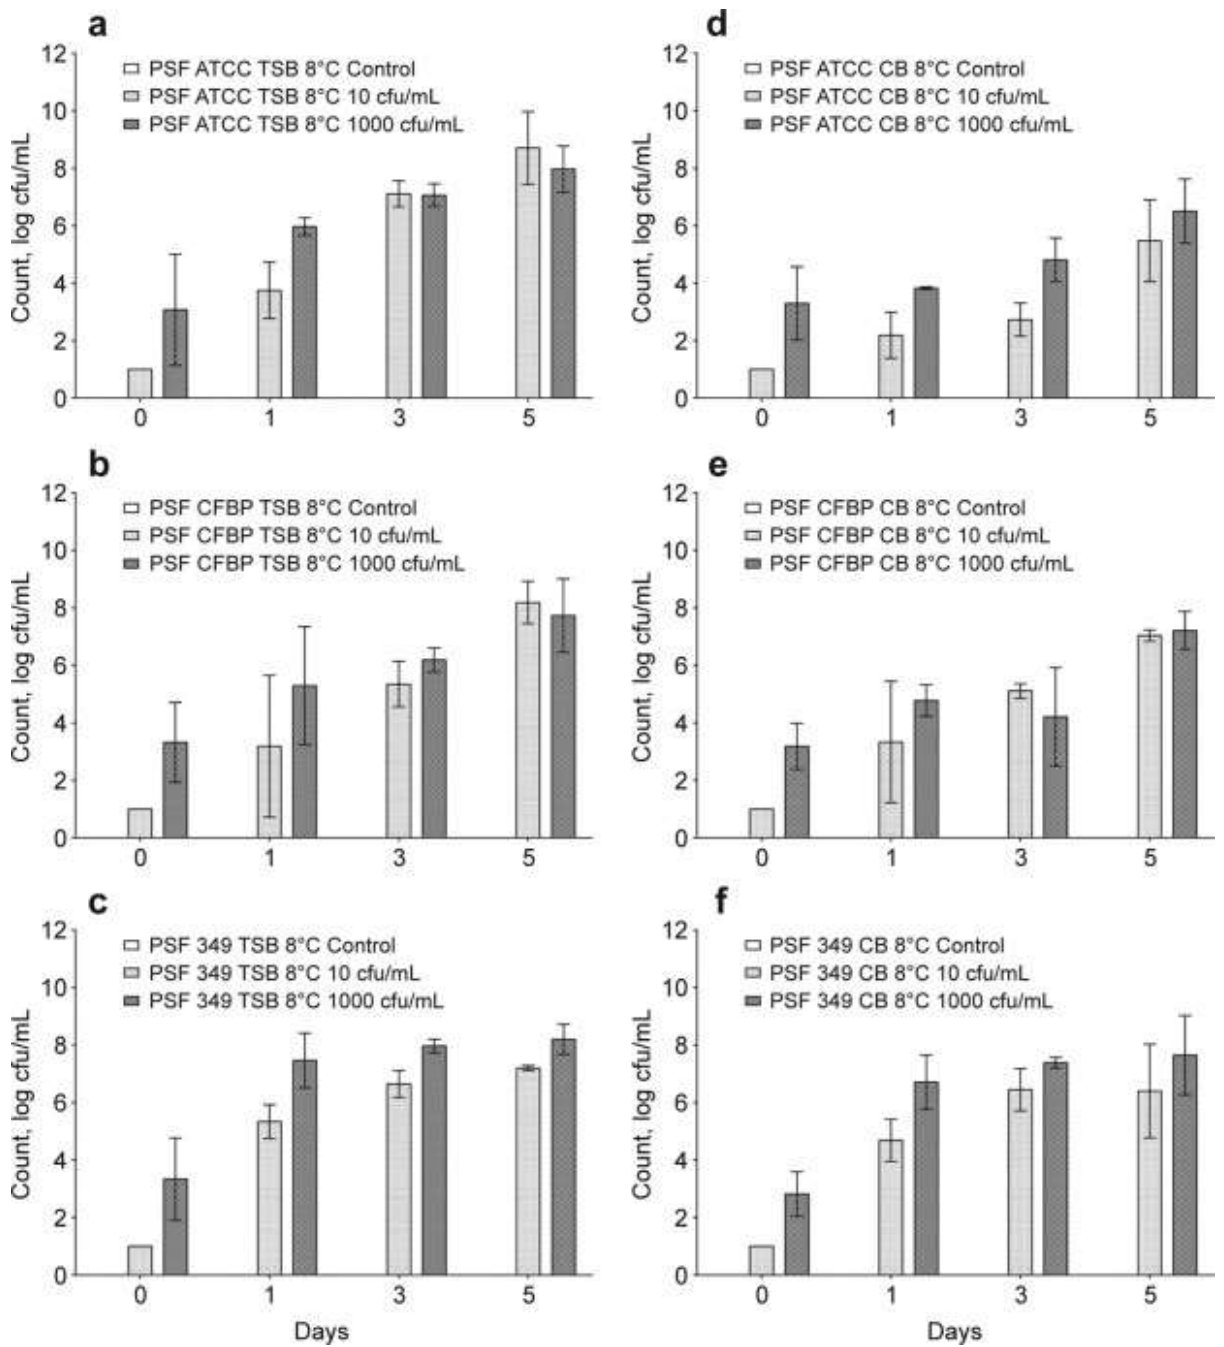 a
12
10
8
6
4
2
0
Count, log cfu/mL
PSF ATCC TSB 8°C Control
PSF ATCC TSB 8°C 10 cfu/mL
PSF ATCC TSB 8°C 1000 cfu/mL
0 1 3 5
d
12
10
8
6
4
2
0
Count, log cfu/mL
PSF ATCC CB 8°C Control
PSF ATCC CB 8°C 10 cfu/mL
PSF ATCC CB 8°C 1000 cfu/mL
0 1 3 5
b
12
10
8
6
4
2
0
Count, log cfu/mL
PSF CFBP TSB 8°C Control
PSF CFBP TSB 8°C 10 cfu/mL
PSF CFBP TSB 8°C 1000 cfu/mL
0 1 3 5
e
12
10
8
6
4
2
0
Count, log cfu/mL
PSF CFBP CB 8°C Control
PSF CFBP CB 8°C 10 cfu/mL
PSF CFBP CB 8°C 1000 cfu/mL
0 1 3 5
c
12
10
8
6
4
2
0
Count, log cfu/mL
PSF 349 TSB 8°C Control
PSF 349 TSB 8°C 10 cfu/mL
PSF 349 TSB 8°C 1000 cfu/mL
0 1 3 5
Days
f
12
10
8
6
4
2
0
Count, log cfu/mL
PSF 349 CB 8°C Control
PSF 349 CB 8°C 10 cfu/mL
PSF 349 CB 8°C 1000 cfu/mL
0 1 3 5
Days